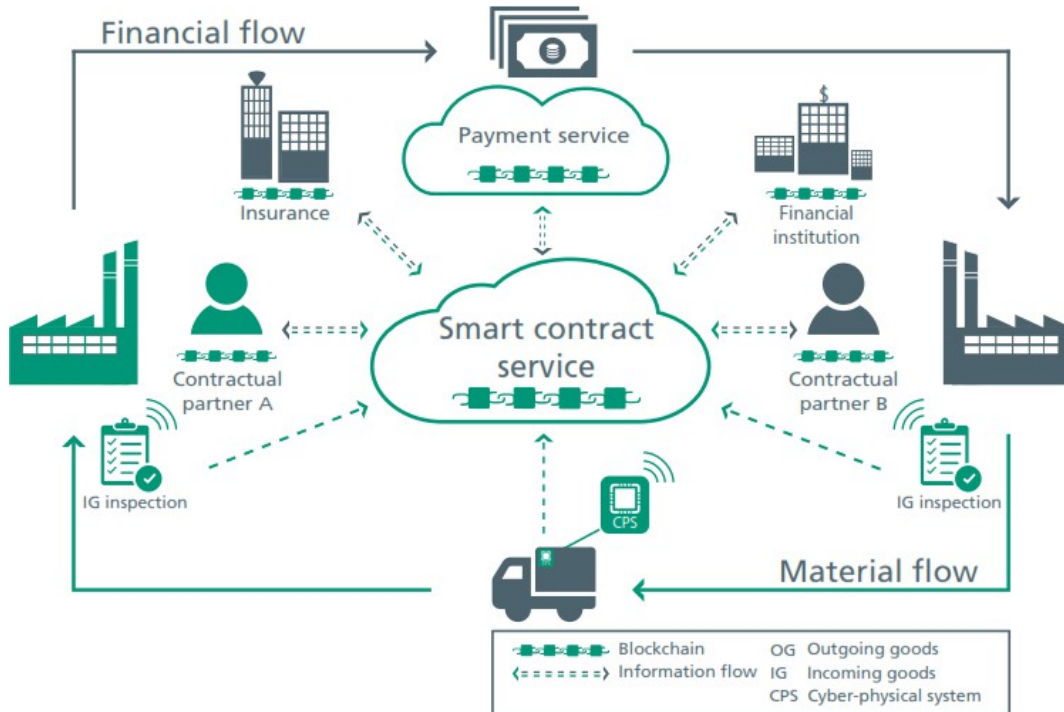 Financial flow
Payment service
Insurance
$
Financial
institution
Smart contract
service
Contractual
partner A
Contractual
partner B
IG inspection
IG inspection
CPS
Material flow
Blockchain
Information flow
OG Outgoing goods
IG Incoming goods
CPS Cyber-physical system